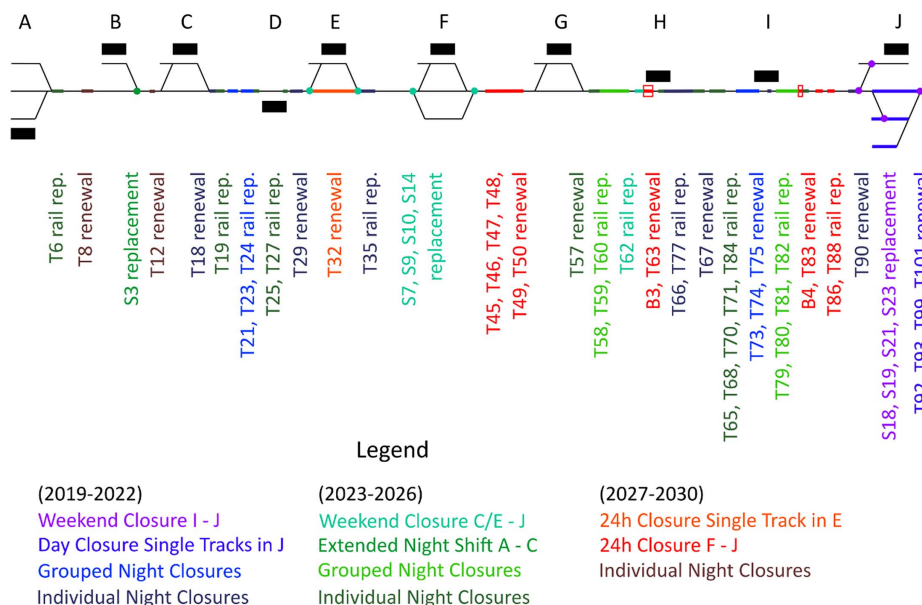 A B C D E F G H I J
T6 rail rep.
T8 renewal
S3 replacement
T12 renewal
T18 renewal
T19 rail rep.
T21, T23, T24 rail rep.
T25, T27 rail rep.
T29 renewal
T32 renewal
T35 rail rep.
S7, S9, S10, S14
replacement
T45, T46, T47, T48,
T49, T50 renewal
T57 renewal
T58, T59, T60 rail rep.
T62 rail rep.
B3, T63 renewal
T66, T77 rail rep.
T67 renewal
T65, T68, T70, T71, T84 rail rep.
T73, T74, T75 renewal
T79, T80, T81, T82 rail rep.
B4, T83 renewal
T86, T88 rail rep.
T90 renewal
S18, S19, S21, S23 replacement
T92, T93, T99, T101 renewal
Legend
(2019-2022)
Weekend Closure I - J
Day Closure Single Tracks in J
Grouped Night Closures
Individual Night Closures
(2023-2026)
Weekend Closure C/E - J
Extended Night Shift A - C
Grouped Night Closures
Individual Night Closures
(2027-2030)
24h Closure Single Track in E
24h Closure F - J
Individual Night Closures